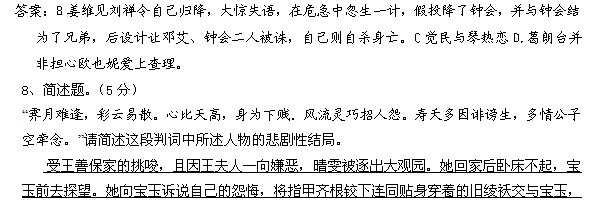 答案：B 姜维见刘禅令自己归降，大惊失语，在危急中忽生一计，假投降了钟会，并与钟会结
为了兄弟，后设计让邓艾、钟会二人被诛，自己则自杀身亡。C 觉民与琴热恋 D.葛朗台并
非担心欧也妮爱上查理。
8、简述题。（5 分）
“霁月难逢，彩云易散。心比天高，身为下贱．风流灵巧招人怨。寿夭多因诽谤生，多情公子
空牵念。”请简述这段判词中所述人物的悲剧性结局。
受王善保家的挑唆，且因王夫人一向嫌恶，晴雯被逐出大观园。她回家后卧床不起，宝
玉前去探望。她向宝玉诉说自己的怨悔，将指甲齐根铰下连同贴身穿着的旧绫袄交与宝玉，